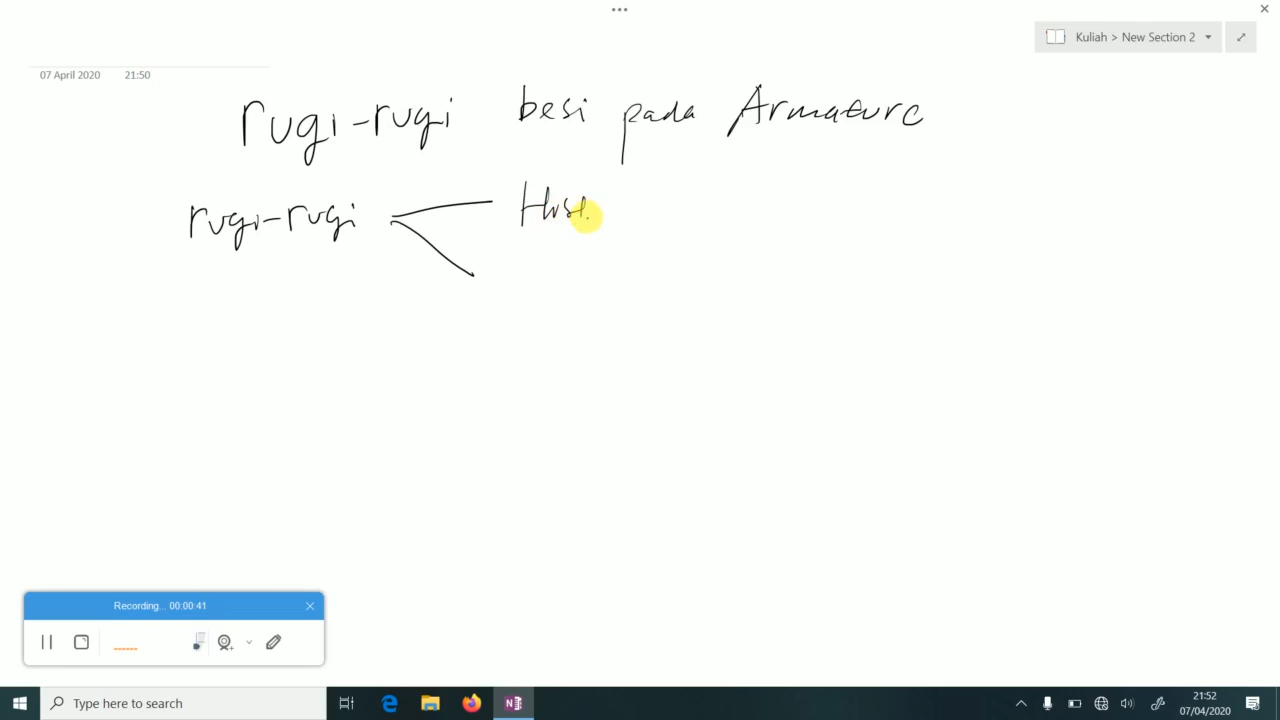 Kuliah > New Section 2
07 April 2020 21:50
rugi-rugi besi pada Armature
rugi-rugi Hist
Recording... 00:00:41
Type here to search
21:52
07/04/2020